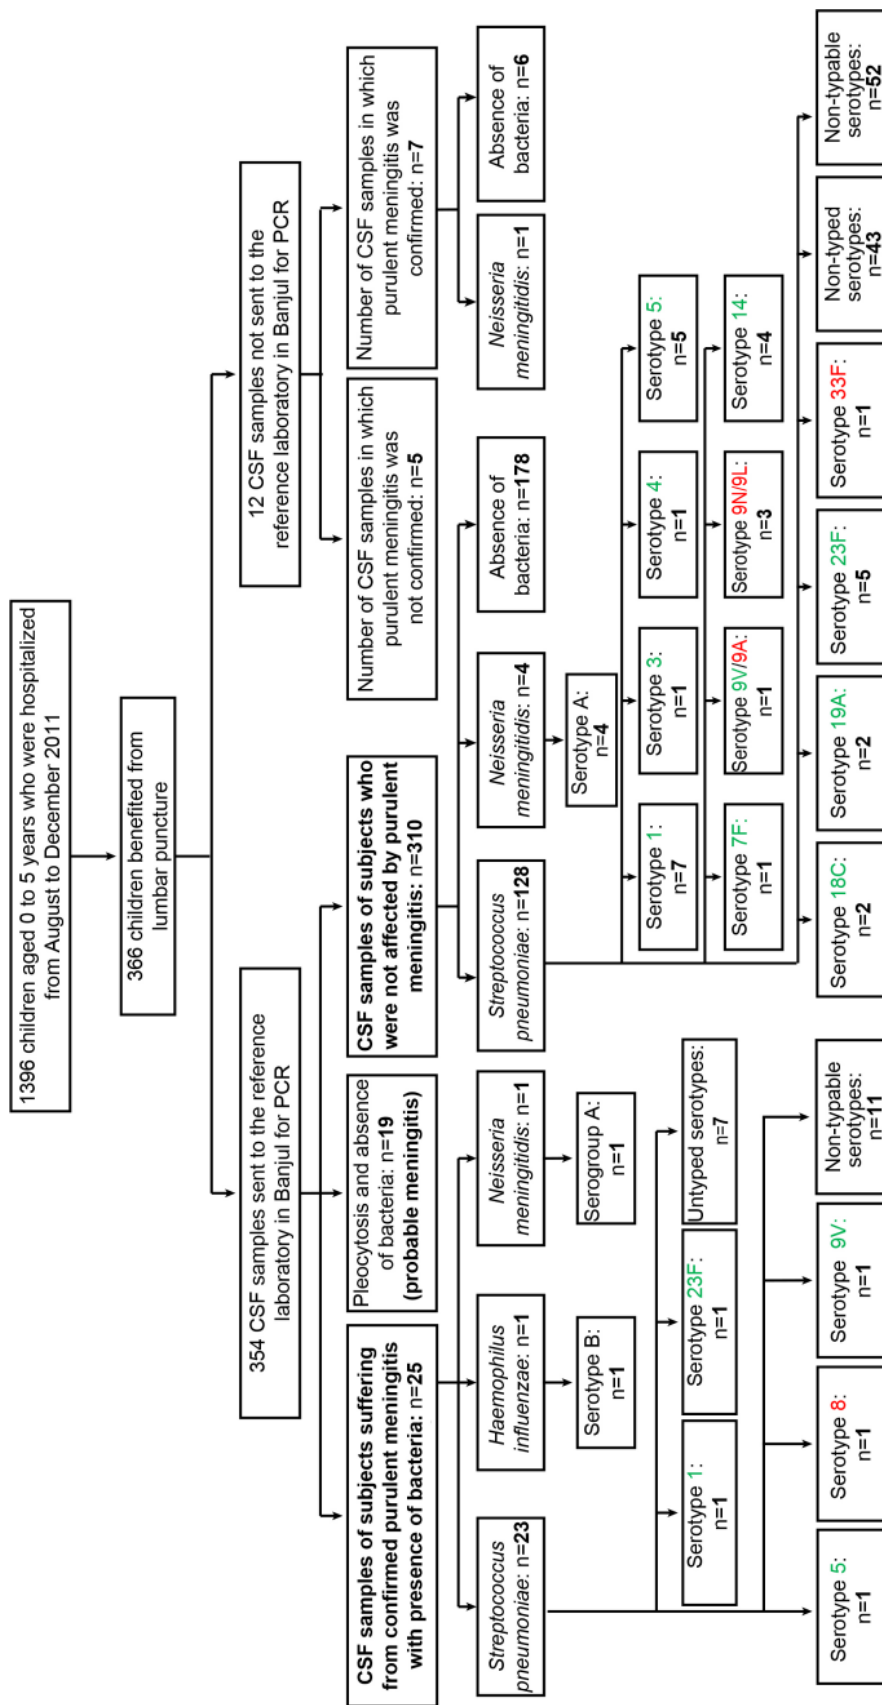 1396 children aged 0 to 5 years who were hospitalized
from August to December 2011
366 children benefited from
lumbar puncture
354 CSF samples sent to the reference
laboratory in Banjul for PCR
12 CSF samples not sent to the
reference laboratory in Banjul for PCR
CSF samples of subjects suffering
from confirmed purulent meningitis
with presence of bacteria: n=25
Pleocytosis and absence
of bacteria: n=19
(probable meningitis)
CSF samples of subjects who
were not affected by purulent
meningitis: n=310
Number of CSF samples in which
purulent meningitis was
not confirmed: n=5
Number of CSF samples in which
purulent meningitis was
confirmed: n=7
Streptococcus
pneumoniae: n=23
Haemophilus
influenzae: n=1
Neisseria
meningitidis: n=1
Streptococcus
pneumoniae: n=128
Neisseria
meningitidis: n=4
Absence of
bacteria: n=178
Neisseria
meningitidis: n=1
Absence of
bacteria: n=6
Serotype B:
n=1
Serogroup A:
n=1
Serotype A:
n=4
Serotype 1:
n=1
Serotype 23F:
n=1
Untyped serotypes:
n=7
Serotype 1:
n=7
Serotype 3:
n=1
Serotype 4:
n=1
Serotype 5:
n=5
Serotype 7F:
n=1
Serotype 9V/9A:
n=1
Serotype 9N/9L:
n=3
Serotype 14:
n=4
Serotype 5:
n=1
Serotype 8:
n=1
Serotype 9V:
n=1
Non-typable
serotypes:
n=11
Serotype 18C:
n=2
Serotype 19A:
n=2
Serotype 23F:
n=5
Serotype 33F:
n=1
Non-typed
serotypes:
n=43
Non-typable
serotypes:
n=52